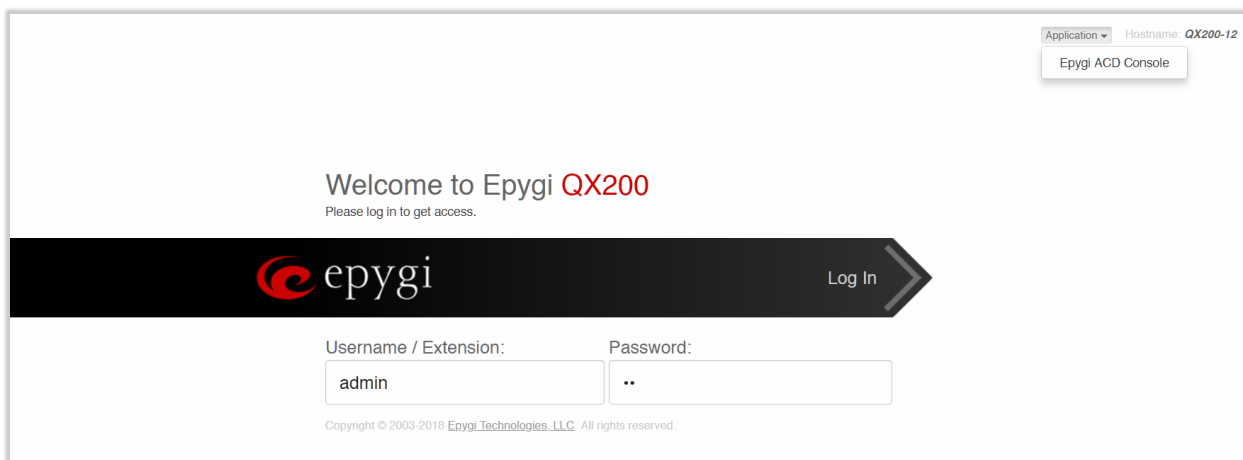 Application Hostname: QX200-12
Epygi ACD Console
Welcome to Epygi QX200
Please log in to get access.
epygi Log In
Username / Extension: Password:
admin ••
Copyright © 2003-2018 Epygi Technologies, LLC. All rights reserved.